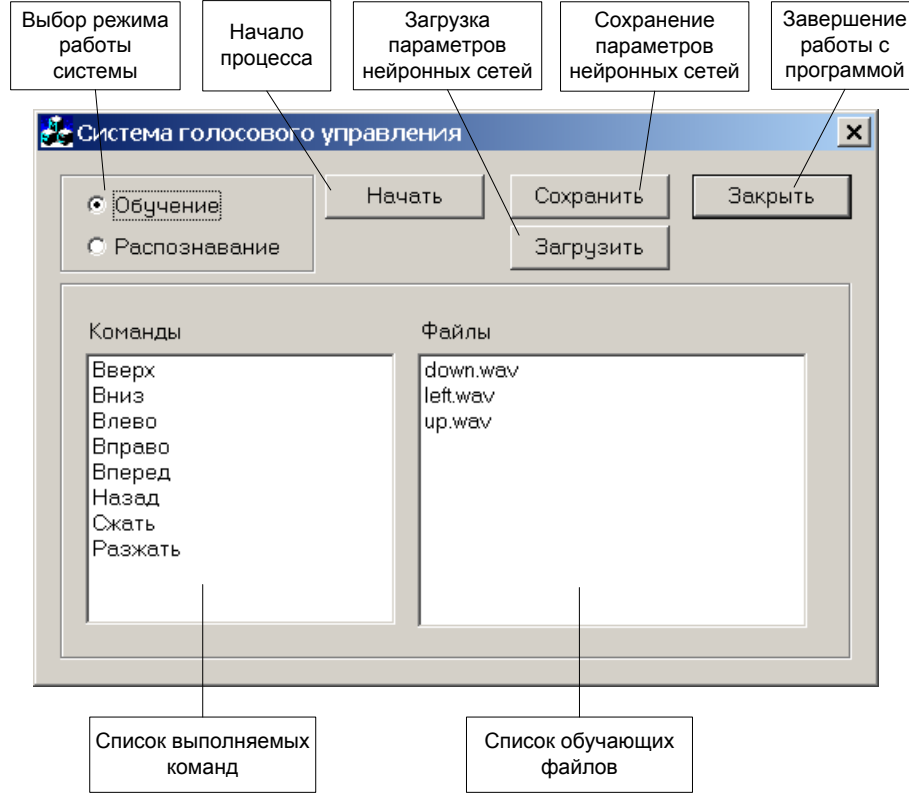 Выбор режима
работы
системы
Начало
процесса
Загрузка
параметров
нейронных сетей
Сохранение
параметров
нейронных сетей
Завершение
работы с
программой
Система голосового управления
Обучение
Распознавание
Начать
Сохранить
Загрузить
Закрыть
Команды
Вверх
Вниз
Влево
Вправо
Вперед
Назад
Сжать
Разжать
Файлы
down.wav
left.wav
up.wav
Список выполняемых
команд
Список обучающих
файлов